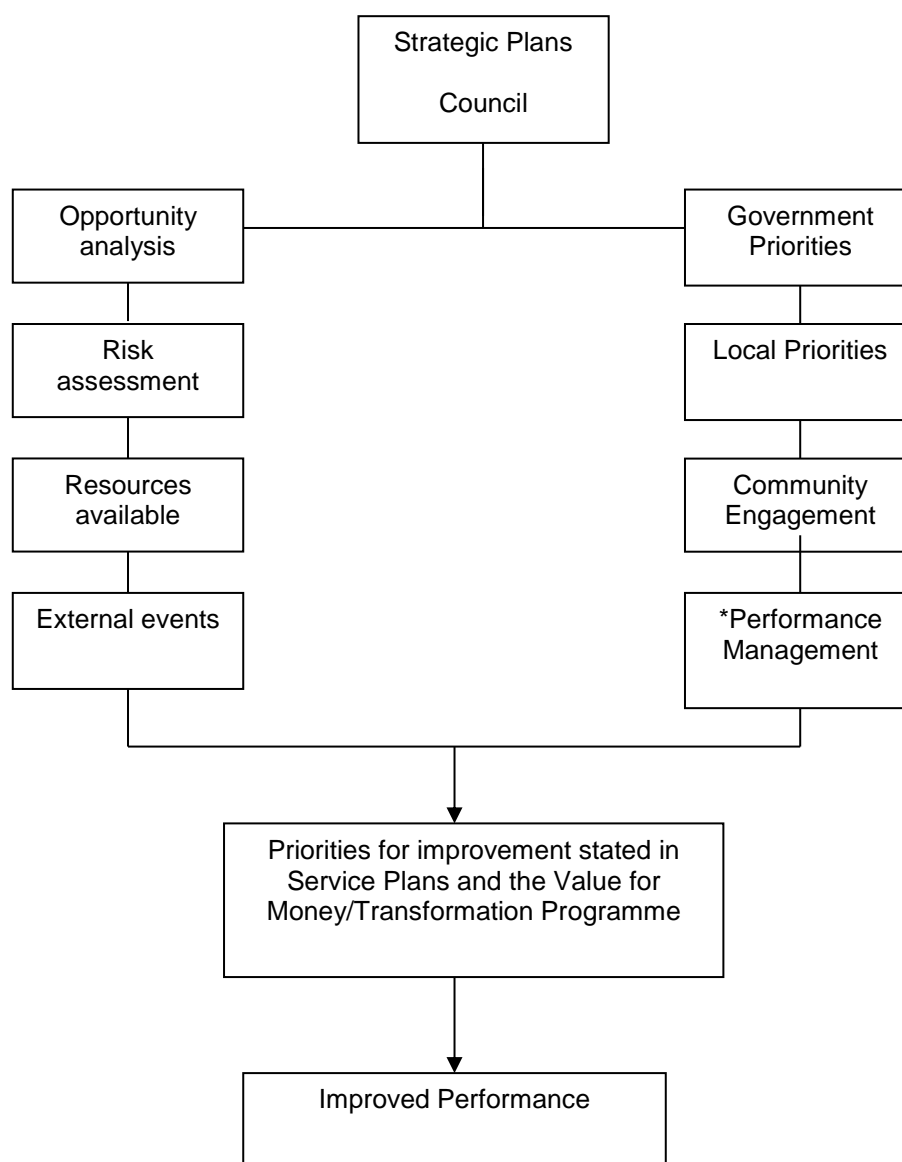 Strategic Plans
Council
Opportunity
analysis
Government
Priorities
Risk
assessment
Local Priorities
Resources
available
Community
Engagement
External events
*Performance
Management
Priorities for improvement stated in
Service Plans and the Value for
Money/Transformation Programme
Improved Performance